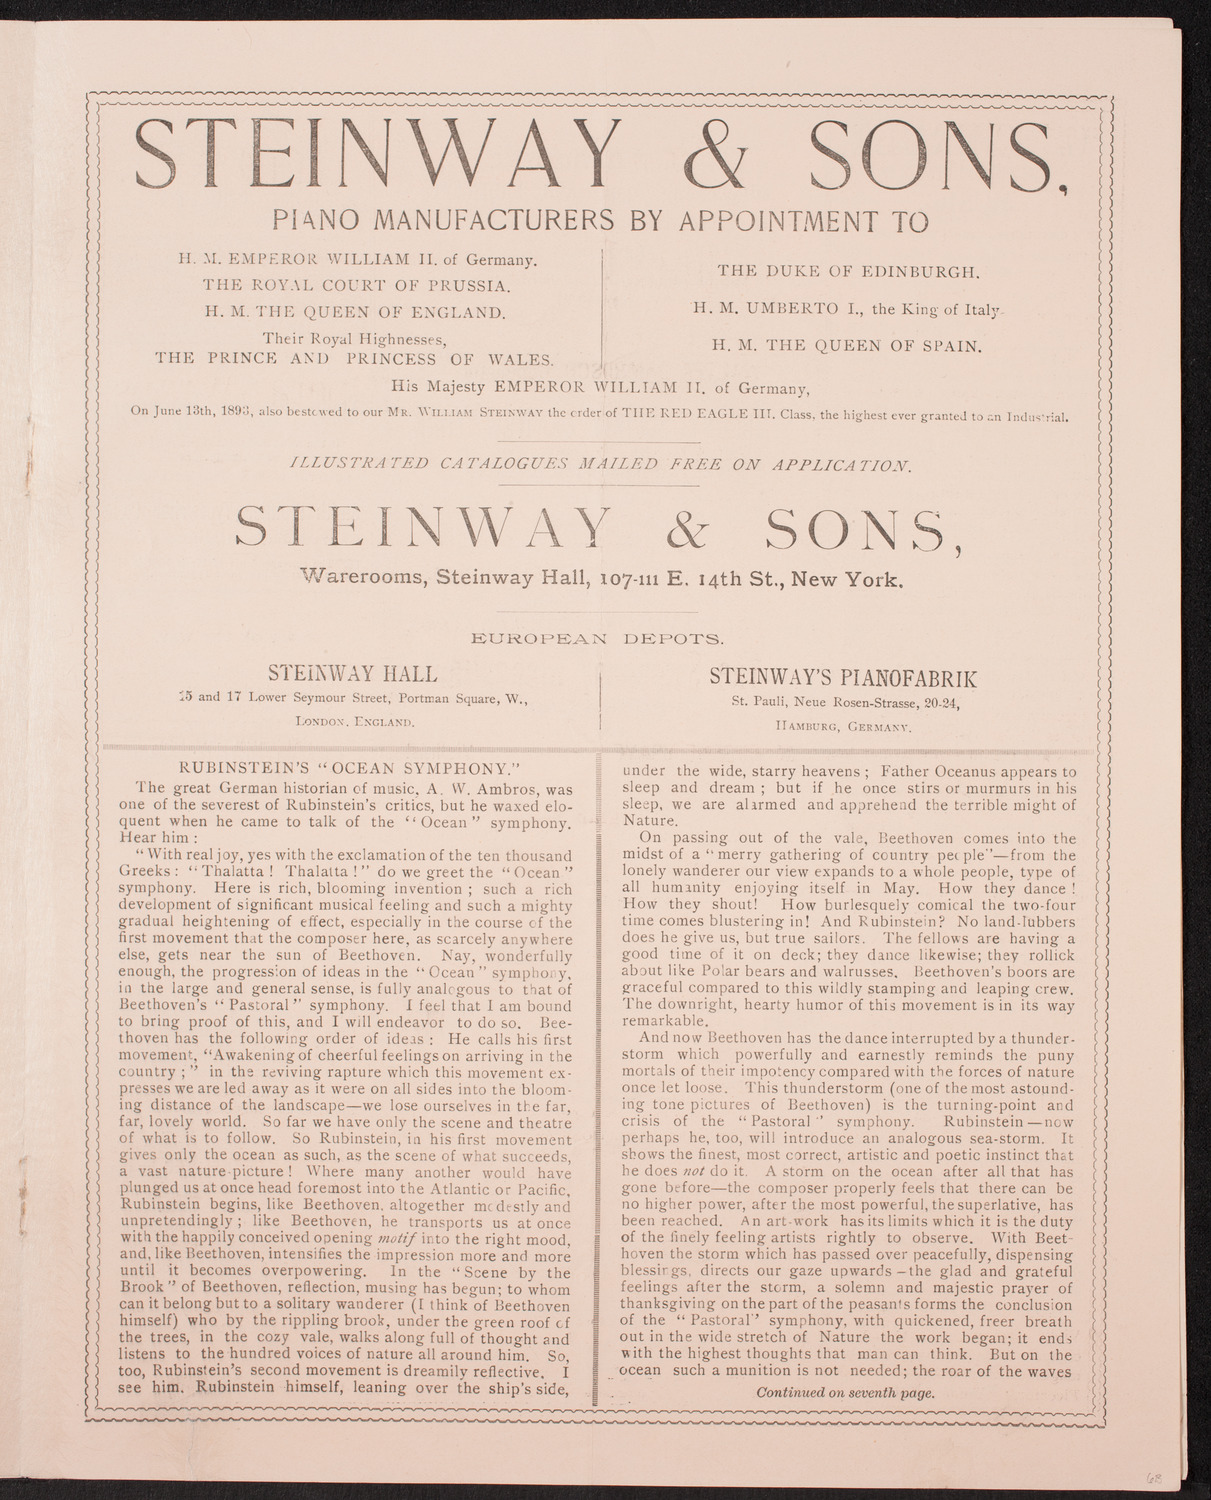 STEINWAY & SONS,
PIANO MANUFACTURERS BY APPOINTMENT TO
H. M. EMPEROR WILLIAM II. of Germany.
THE ROYAL COURT OF PRUSSIA.
H. M. THE QUEEN OF ENGLAND.
Their Royal Highnesses,
THE PRINCE AND PRINCESS OF WALES.
THE DUKE OF EDINBURGH.
H. M. UMBERTO I., the King of Italy.
H. M. THE QUEEN OF SPAIN.
His Majesty EMPEROR WILLIAM II. of Germany,
On June 13th, 1893, also bestowed to our MR. WILLIAM STEINWAY the order of THE RED EAGLE III. Class, the highest ever granted to an Industrial.
ILLUSTRATED CATALOGUES MAILED FREE ON APPLICATION.
STEINWAY & SONS,
Warerooms, Steinway Hall, 107-111 E. 14th St., New York.
EUROPEAN DEPOTS.
STEINWAY HALL
15 and 17 Lower Seymour Street, Portman Square, W.,
LONDON, ENGLAND.
STEINWAY'S PIANOFABRIK
St. Pauli, Neue Rosen-Strasse, 20-24,
HAMBURG, GERMANY.
RUBINSTEIN'S "OCEAN SYMPHONY."
The great German historian of music, A. W. Ambros, was
one of the severest of Rubinstein's critics, but he waxed elo-
quent when he came to talk of the "Ocean" symphony.
Hear him :
"With real joy, yes with the exclamation of the ten thousand
Greeks: "Thalatta! Thalatta!" do we greet the "Ocean"
symphony. Here is rich, blooming invention ; such a rich
development of significant musical feeling and such a mighty
gradual heightening of effect, especially in the course of the
first movement that the composer here, as scarcely anywhere
else, gets near the sun of Beethoven. Nay, wonderfully
enough, the progression of ideas in the "Ocean" symphony,
in the large and general sense, is fully analogous to that of
Beethoven's "Pastoral" symphony. I feel that I am bound
to bring proof of this, and I will endeavor to do so. Bee-
thoven has the following order of ideas : He calls his first
movement, "Awakening of cheerful feelings on arriving in the
country ;" in the reviving rapture which this movement ex-
presses we are led away as it were on all sides into the bloom-
ing distance of the landscape—we lose ourselves in the far,
far, lovely world. So far we have only the scene and theatre
of what is to follow. So Rubinstein, in his first movement
gives only the ocean as such, as the scene of what succeeds,
a vast nature-picture! Where many another would have
plunged us at once head foremost into the Atlantic or Pacific,
Rubinstein begins, like Beethoven, altogether modestly and
unpretendingly ; like Beethoven, he transports us at once
with the happily conceived opening motif into the right mood,
and, like Beethoven, intensifies the impression more and more
until it becomes overpowering. In the "Scene by the
Brook" of Beethoven, reflection, musing has begun; to whom
can it belong but to a solitary wanderer (I think of Beethoven
himself) who by the rippling brook, under the green roof of
the trees, in the cozy vale, walks along full of thought and
listens to the hundred voices of nature all around him. So,
too, Rubinstein's second movement is dreamily reflective. I
see him, Rubinstein himself, leaning over the ship's side,
under the wide, starry heavens ; Father Oceanus appears to
sleep and dream ; but if he once stirs or murmurs in his
sleep, we are alarmed and apprehend the terrible might of
Nature.
On passing out of the vale, Beethoven comes into the
midst of a "merry gathering of country people"—from the
lonely wanderer our view expands to a whole people, type of
all humanity enjoying itself in May. How they dance !
How they shout! How burlesquely comical the two-four
time comes blustering in! And Rubinstein? No land-lubbers
does he give us, but true sailors. The fellows are having a
good time of it on deck; they dance likewise; they rollick
about like Polar bears and walrusses. Beethoven's boors are
graceful compared to this wildly stamping and leaping crew.
The downright, hearty humor of this movement is in its way
remarkable.
And now Beethoven has the dance interrupted by a thunder-
storm which powerfully and earnestly reminds the puny
mortals of their impotency compared with the forces of nature
once let loose. This thunderstorm (one of the most astound-
ing tone pictures of Beethoven) is the turning-point and
crisis of the "Pastoral" symphony. Rubinstein—now
perhaps he, too, will introduce an analogous sea-storm. It
shows the finest, most correct, artistic and poetic instinct that
he does not do it. A storm on the ocean after all that has
gone before—the composer properly feels that there can be
no higher power, after the most powerful, the superlative, has
been reached. An art-work has its limits which it is the duty
of the finely feeling artists rightly to observe. With Beet-
hoven the storm which has passed over peacefully, dispensing
blessings, directs our gaze upwards—the glad and grateful
feelings after the storm, a solemn and majestic prayer of
thanksgiving on the part of the peasants forms the conclusion
of the "Pastoral" symphony, with quickened, freer breath
out in the wide stretch of Nature the work began; it ends
with the highest thoughts that man can think. But on the
ocean such a munition is not needed; the roar of the waves
Continued on seventh page.
68